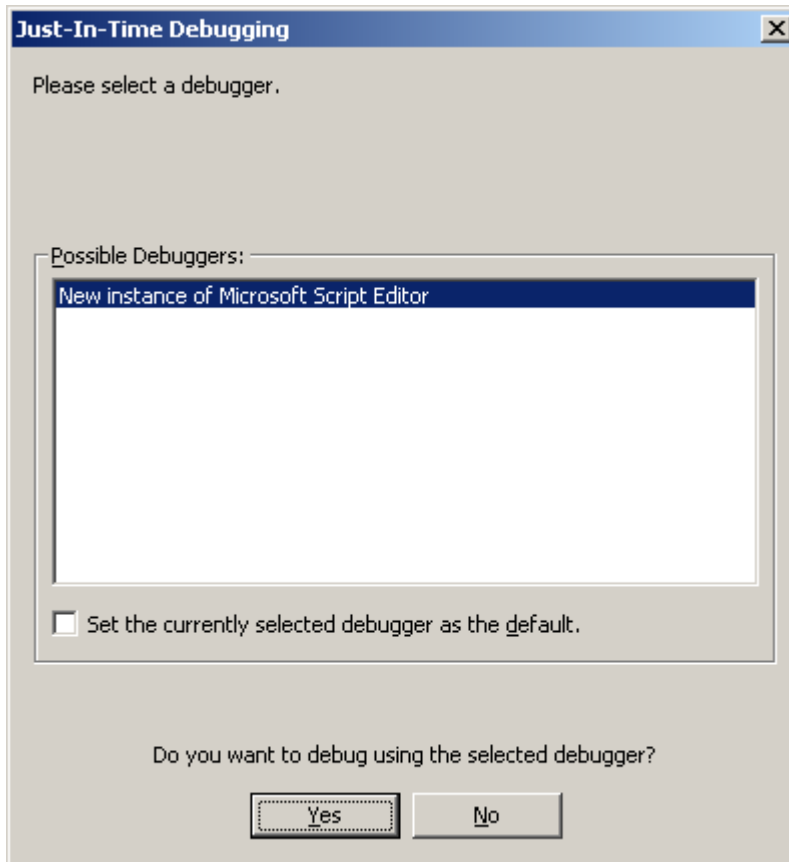 Just-In-Time Debugging
Please select a debugger.
Possible Debuggers:
New instance of Microsoft Script Editor
Set the currently selected debugger as the default.
Do you want to debug using the selected debugger?
Yes No